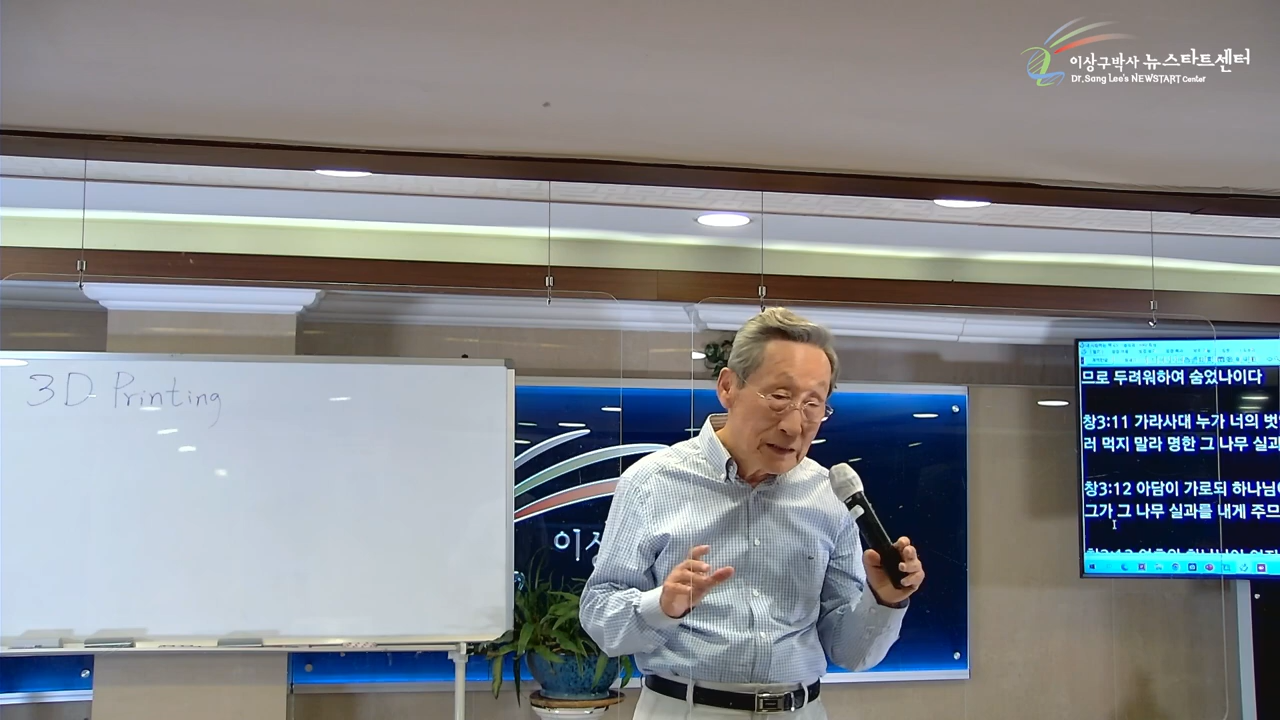 이상구박사 뉴스타트센터
Dr. Sang Lee's NEWSTART Center
3D Printing
므로 두려워하여 숨었나이다
창3:11 가라사대 누가 너의 벗
러 먹지 말라 명한 그 나무 실과
창3:12 아담이 가로되 하나님이
그가 그 나무 실과를 내게 주므
이상